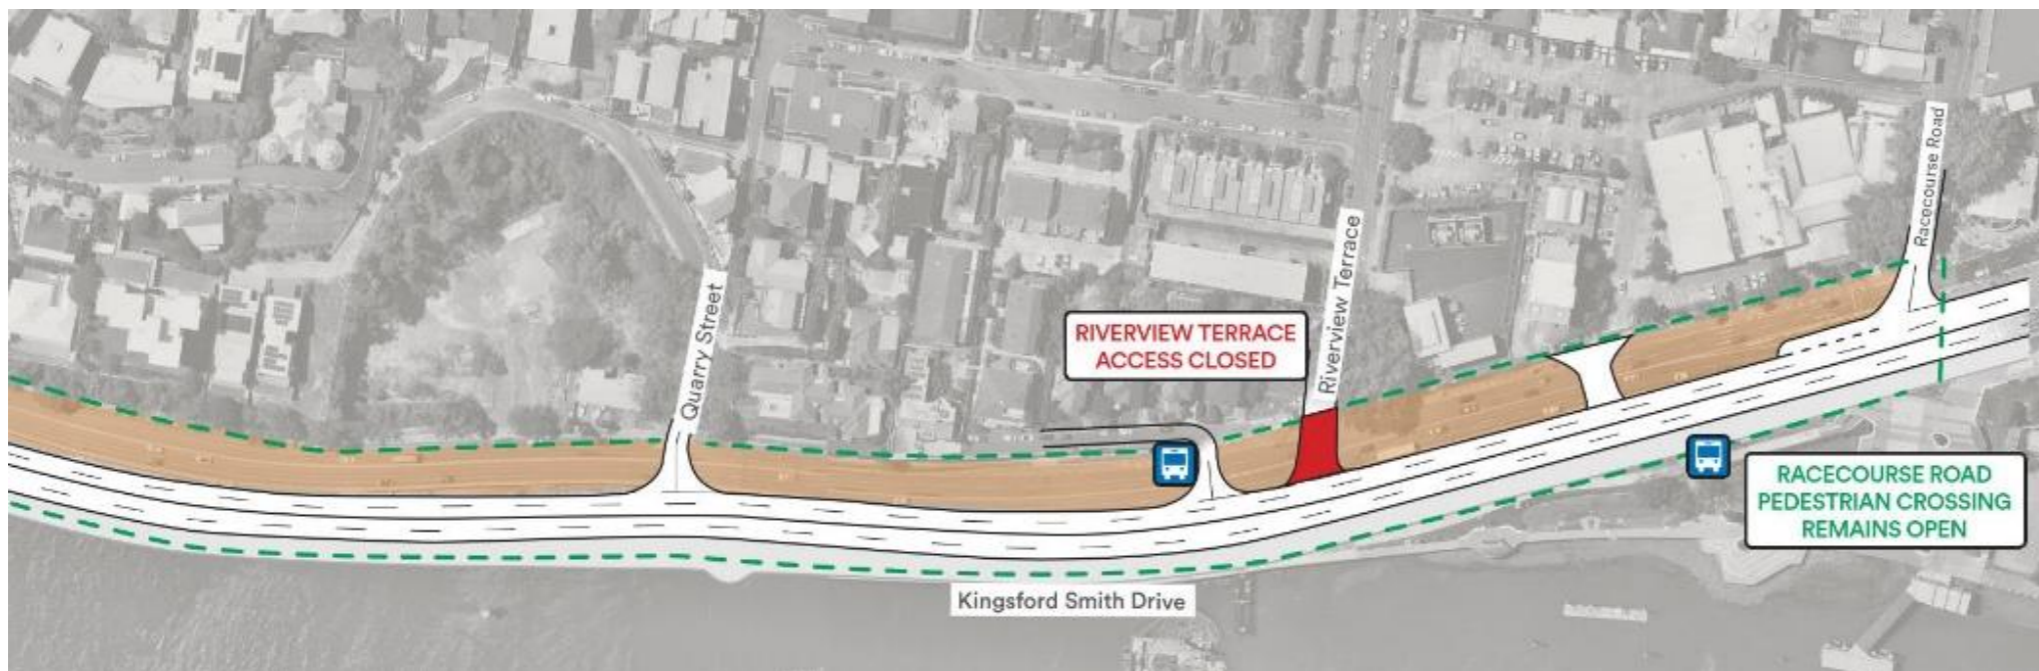 Racecourse Road
Riverview Terrace
Quarry Street
RIVERVIEW TERRACE
ACCESS CLOSED
RACECOURSE ROAD
PEDESTRIAN CROSSING
REMAINS OPEN
Kingsford Smith Drive